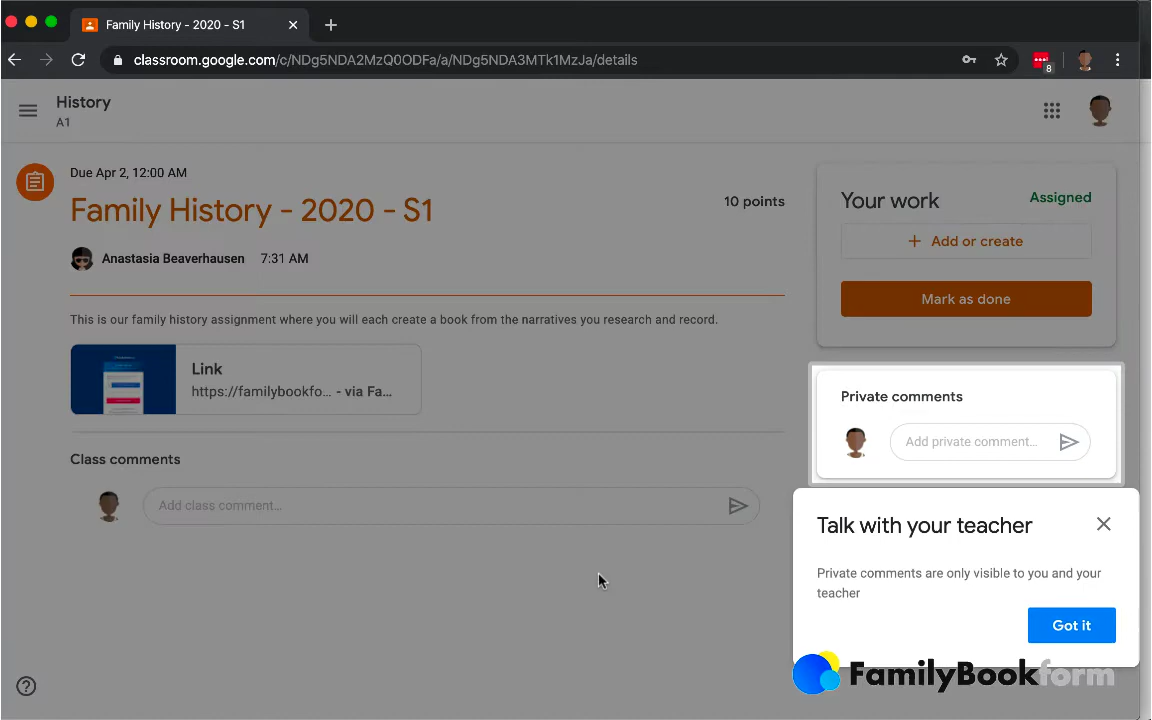 Family History - 2020 - S1
classroom.google.com/c/NDg5NDA2MzQ0ODFa/a/NDg5NDA3MTk1MzJa/details
8
History
A1
Due Apr 2, 12:00 AM
Family History - 2020 - S1
10 points
Anastasia Beaverhausen 7:31 AM
This is our family history assignment where you will each create a book from the narratives you research and record.
Link
https://familybookfo... - via Fa...
Class comments
Add class comment...
Your work
Assigned
+ Add or create
Mark as done
Private comments
Add private comment...
Talk with your teacher
Private comments are only visible to you and your
teacher
Got it
FamilyBookform